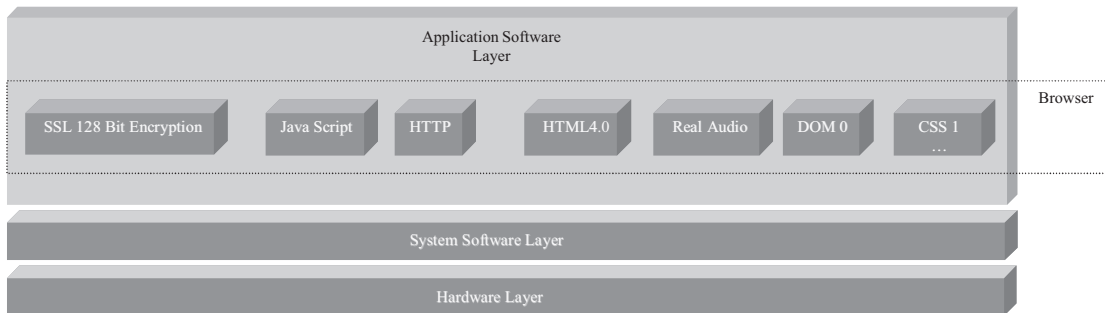 Application Software
Layer
Browser
SSL 128 Bit Encryption
Java Script
HTTP
HTML4.0
Real Audio
DOM 0
CSS 1
…
System Software Layer
Hardware Layer